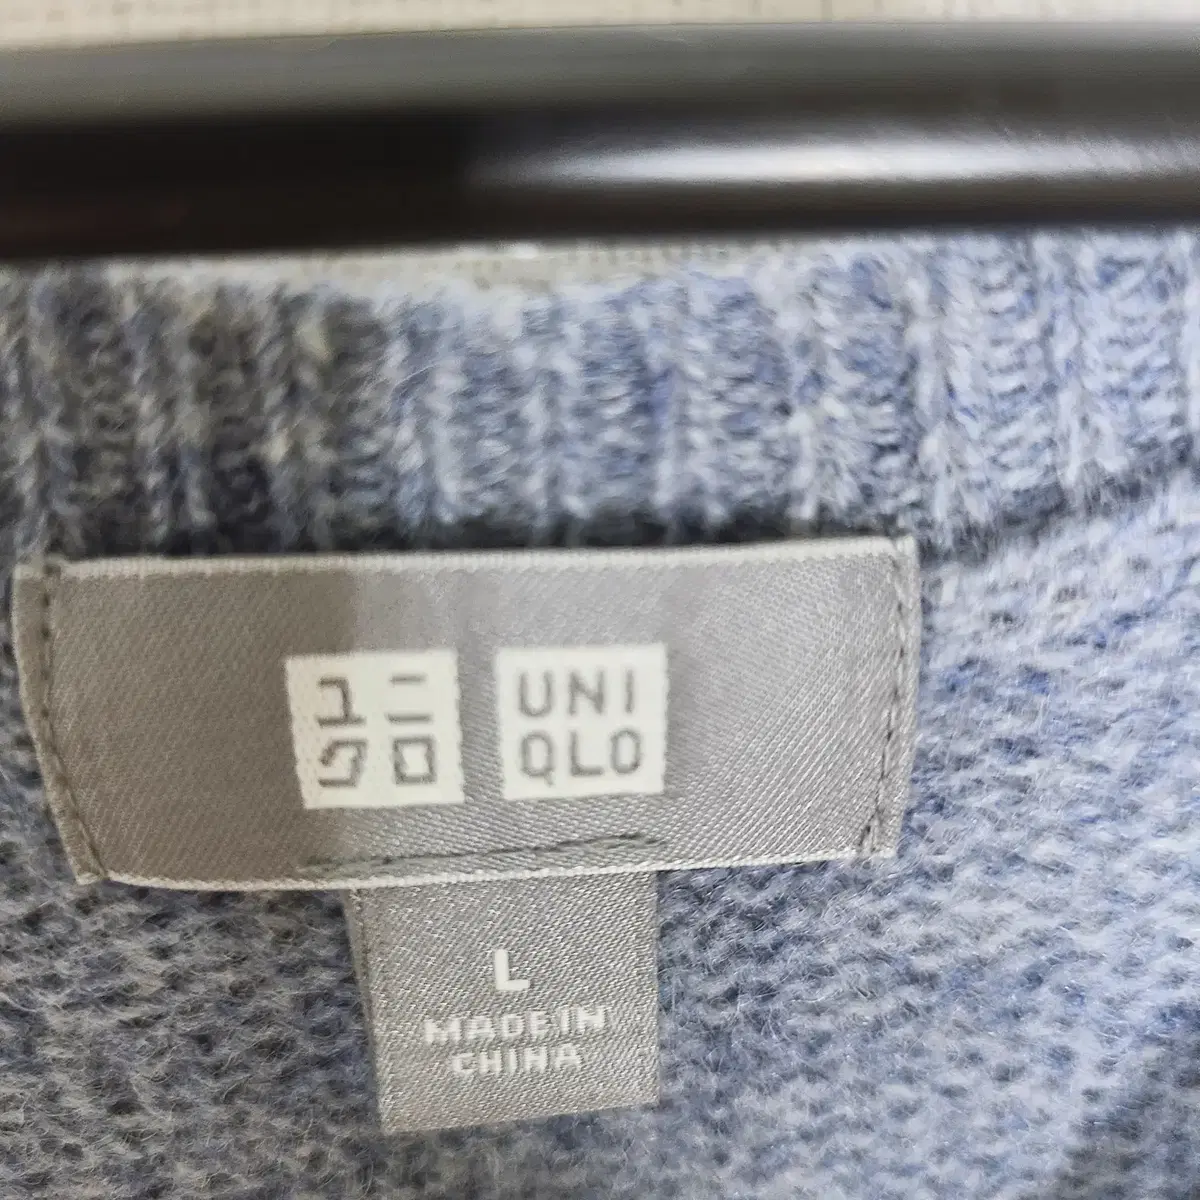 ユニ
クロ
UNI
QLO
L
MADE IN
CHINA